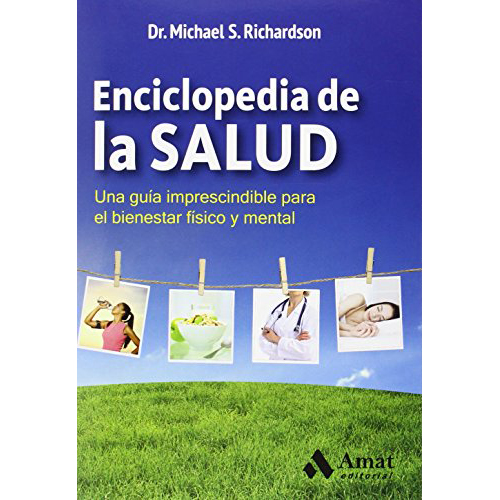 Dr. Michael S. Richardson
Enciclopedia de
la SALUD
Una guía imprescindible para
el bienestar físico y mental
Amat
editorial